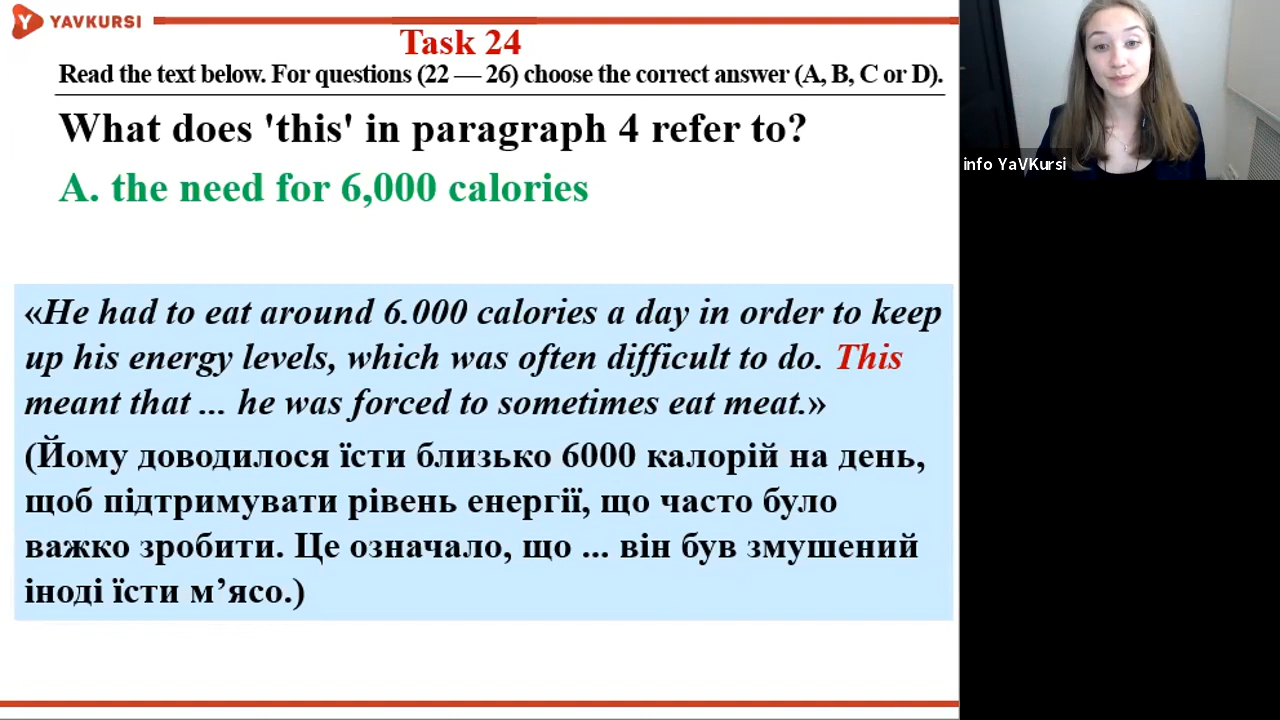 YAVKURSI
Task 24
Read the text below. For questions (22 — 26) choose the correct answer (A, B, C or D).
What does 'this' in paragraph 4 refer to?
A. the need for 6,000 calories
«He had to eat around 6.000 calories a day in order to keep
up his energy levels, which was often difficult to do. This
meant that ... he was forced to sometimes eat meat.»
(Йому доводилося їсти близько 6000 калорій на день,
щоб підтримувати рівень енергії, що часто було
важко зробити. Це означало, що ... він був змушений
іноді їсти м’ясо.)
info YaVKursi